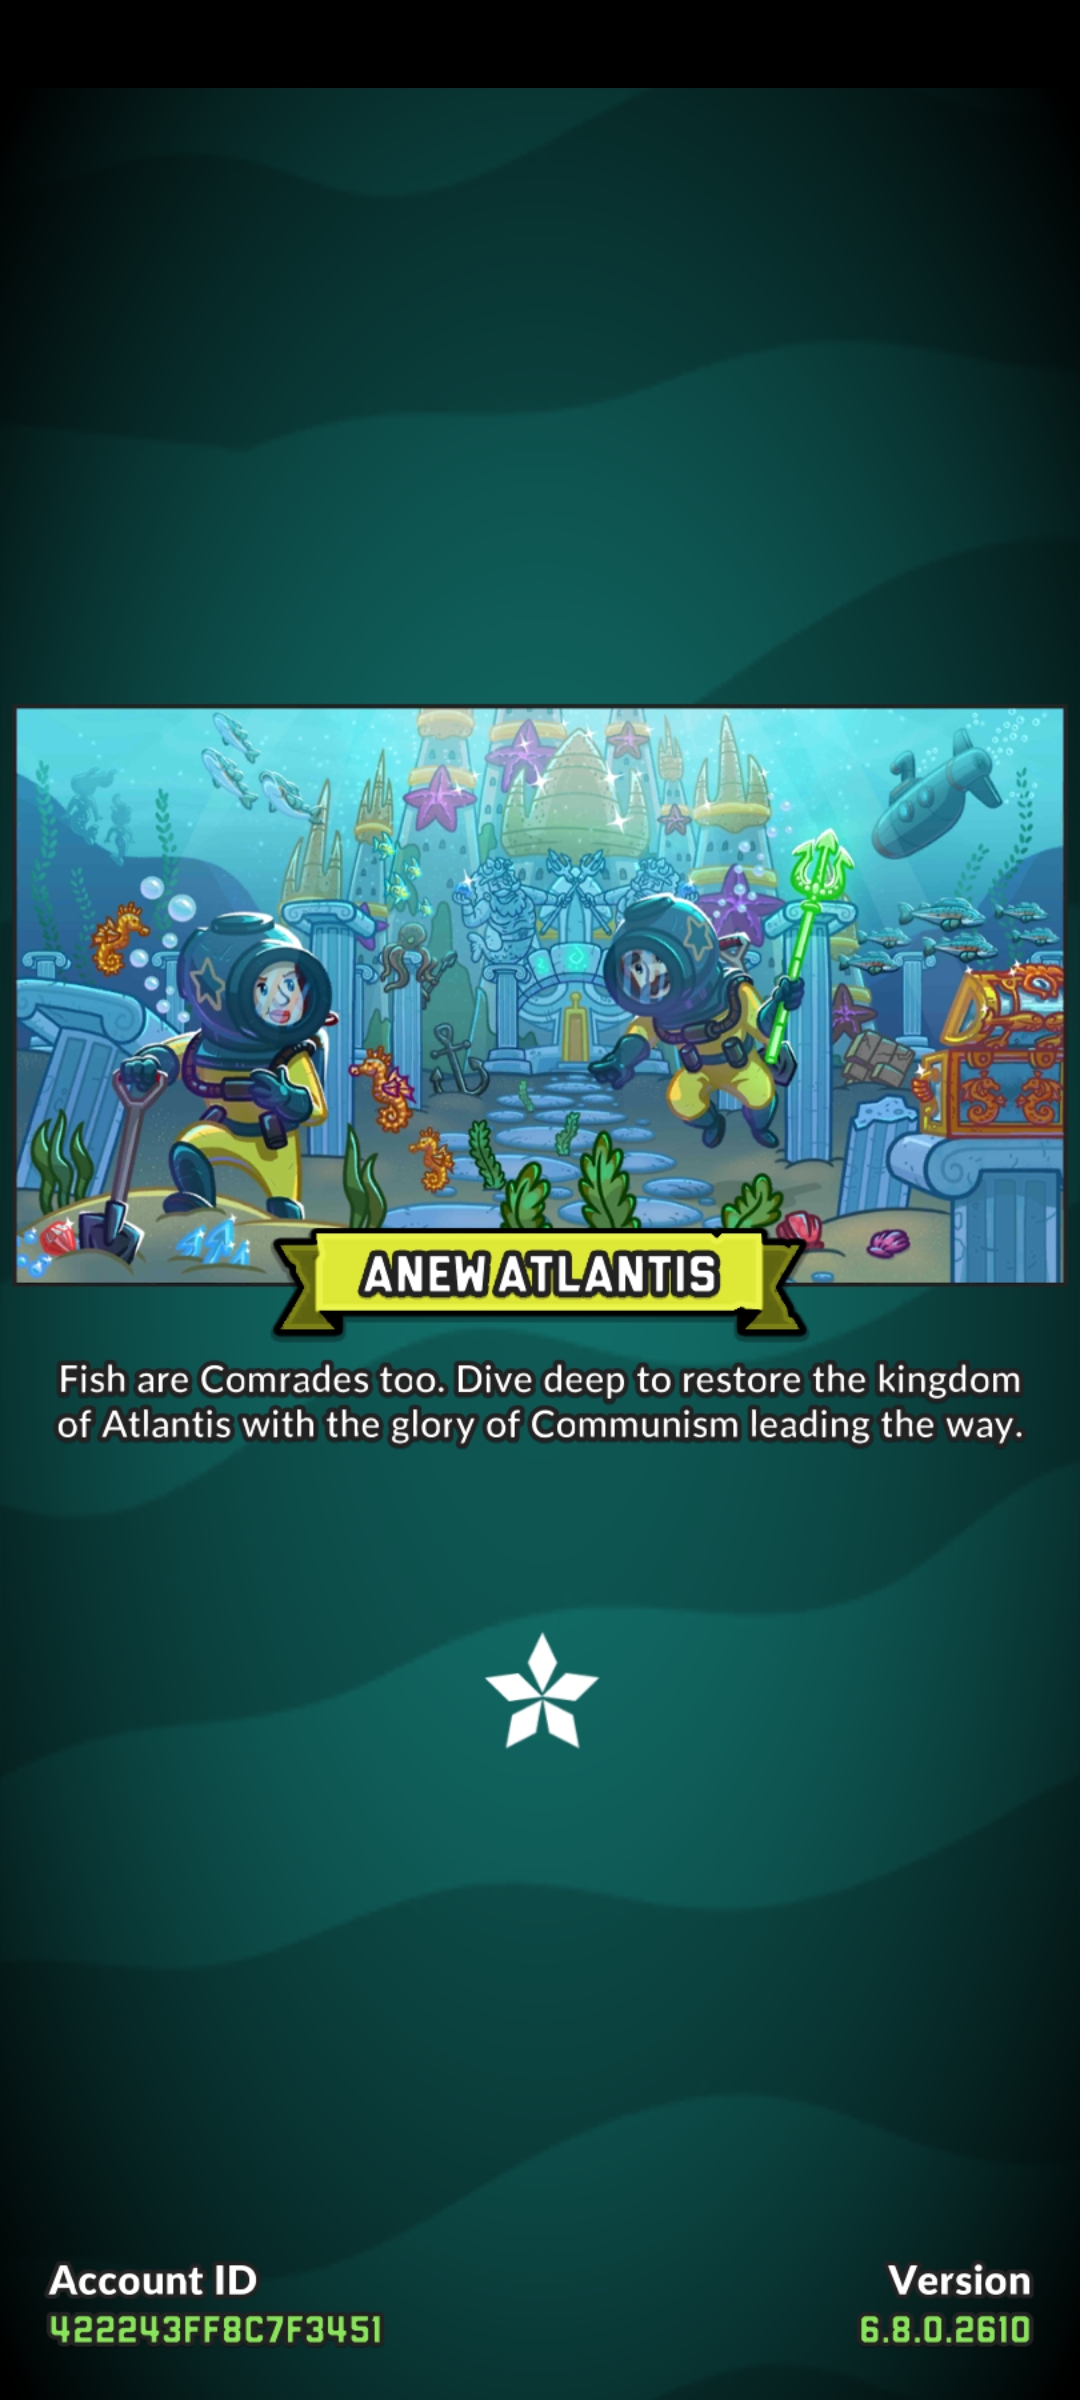 ANEW ATLANTIS
Fish are Comrades too. Dive deep to restore the kingdom
of Atlantis with the glory of Communism leading the way.
Account ID
422243FF8C7F3451
Version
6.8.0.2610